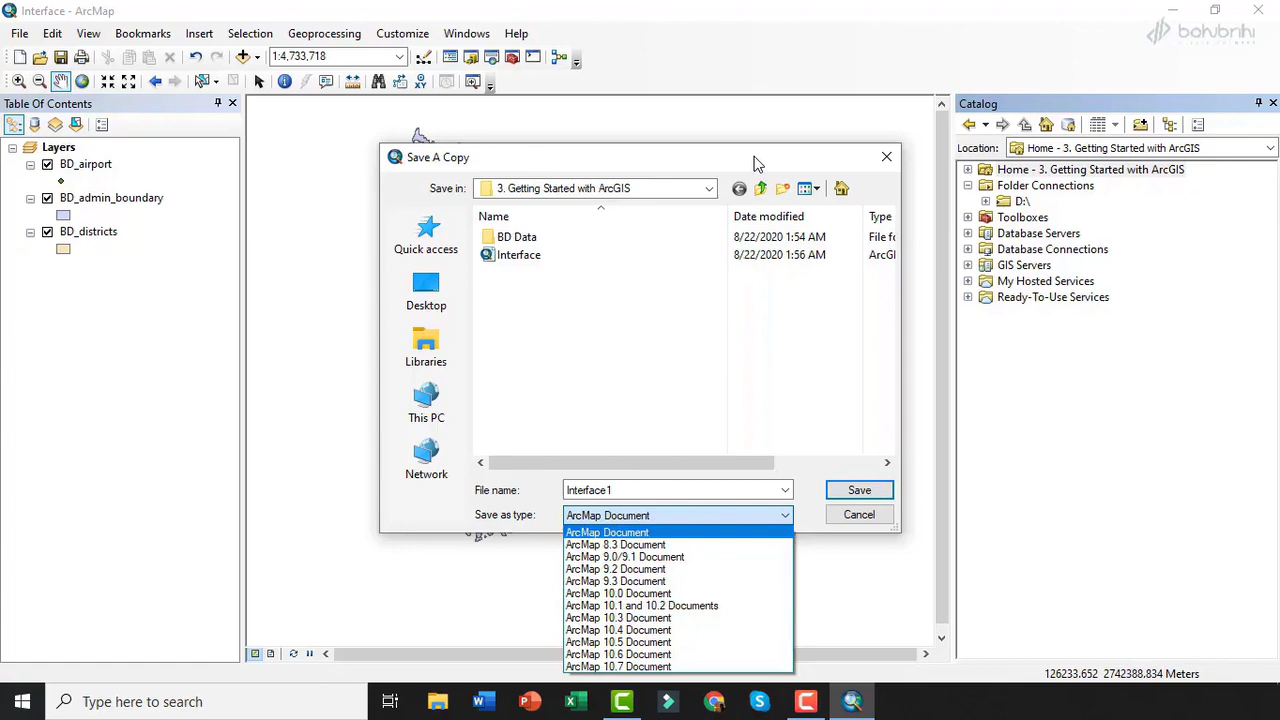 Interface - ArcMap
bohubrihi
File Edit View Bookmarks Insert Selection Geoprocessing Customize Windows Help
1:4,733,718
Table Of Contents
Layers
BD_airport
BD_admin_boundary
BD_districts
Save A Copy
Save in: 3. Getting Started with ArcGIS
Name Date modified Type
BD Data 8/22/2020 1:54 AM File fo
Interface 8/22/2020 1:56 AM ArcGI
Quick access
Desktop
Libraries
This PC
Network
File name: Interface1 Save
Save as type: ArcMap Document Cancel
ArcMap Document
ArcMap 8.3 Document
ArcMap 9.0/9.1 Document
ArcMap 9.2 Document
ArcMap 9.3 Document
ArcMap 10.0 Document
ArcMap 10.1 and 10.2 Documents
ArcMap 10.3 Document
ArcMap 10.4 Document
ArcMap 10.5 Document
ArcMap 10.6 Document
ArcMap 10.7 Document
Catalog
Location: Home - 3. Getting Started with ArcGIS
Home - 3. Getting Started with ArcGIS
Folder Connections
D:\
Toolboxes
Database Servers
Database Connections
GIS Servers
My Hosted Services
Ready-To-Use Services
126233.652 2742388.834 Meters
Type here to search